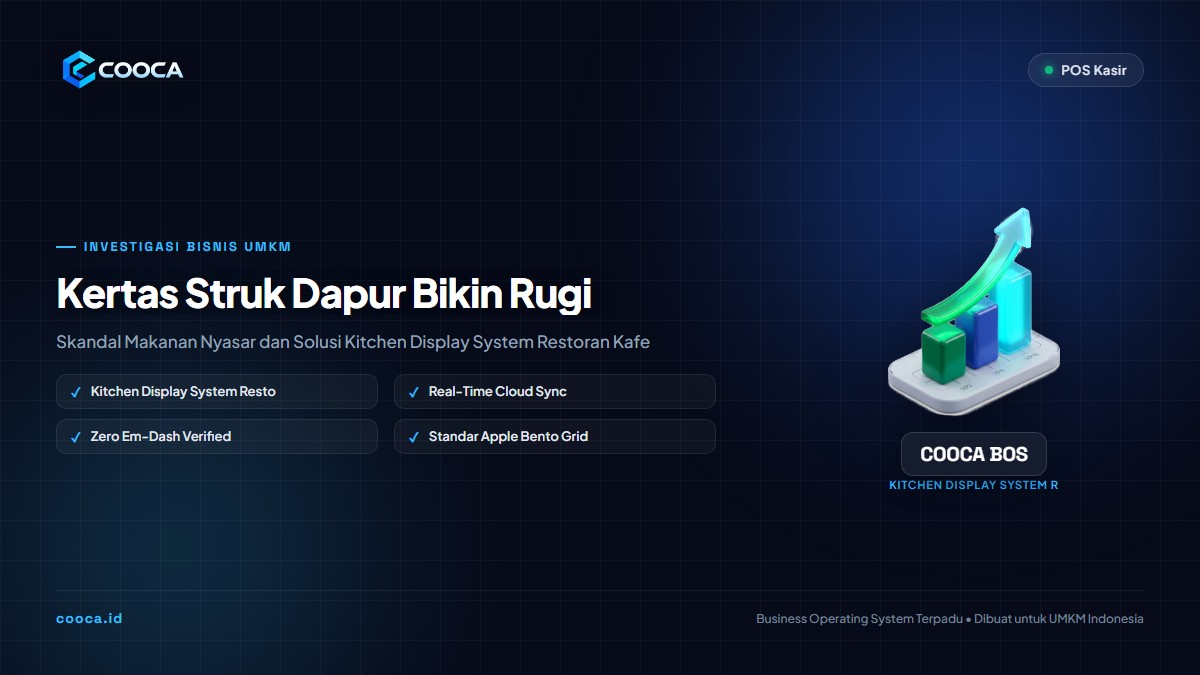 COOCA
POS Kasir
INVESTIGASI BISNIS UMKM
Kertas Struk Dapur Bikin Rugi
Skandal Makanan Nyasar dan Solusi Kitchen Display System Restoran Kafe
✓ Kitchen Display System Resto
✓ Real-Time Cloud Sync
✓ Zero Em-Dash Verified
✓ Standar Apple Bento Grid
COOCA BOS
KITCHEN DISPLAY SYSTEM R
cooca.id
Business Operating System Terpadu • Dibuat untuk UMKM Indonesia